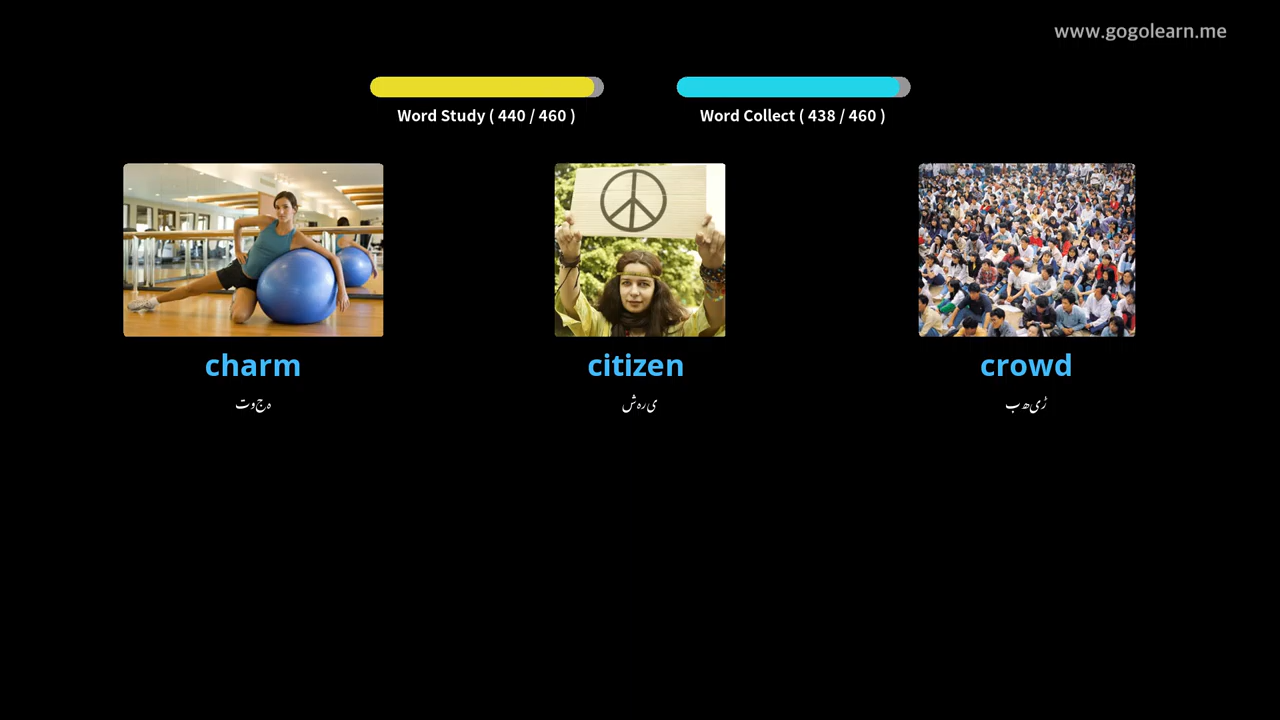 www.gogolearn.me
Word Study ( 440 / 460 )
Word Collect ( 438 / 460 )
charm
citizen
crowd
توجہ
شہری
بھیڑ